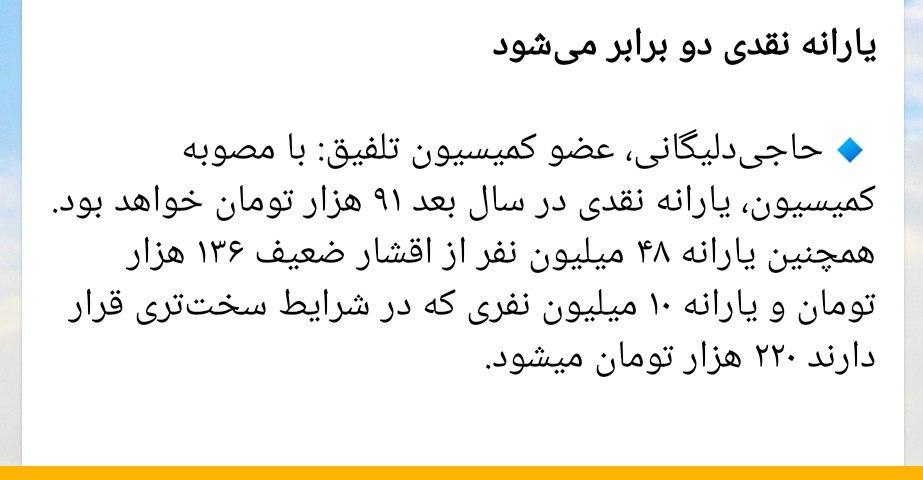 یارانه نقدی دو برابر می‌شود
🔹 حاجی‌دلیگانی، عضو کمیسیون تلفیق: با مصوبه
کمیسیون، یارانه نقدی در سال بعد ۹۱ هزار تومان خواهد بود.
همچنین یارانه ۴۸ میلیون نفر از اقشار ضعیف ۱۳۶ هزار
تومان و یارانه ۱۰ میلیون نفری که در شرایط سخت‌تری قرار
دارند ۲۲۰ هزار تومان میشود.